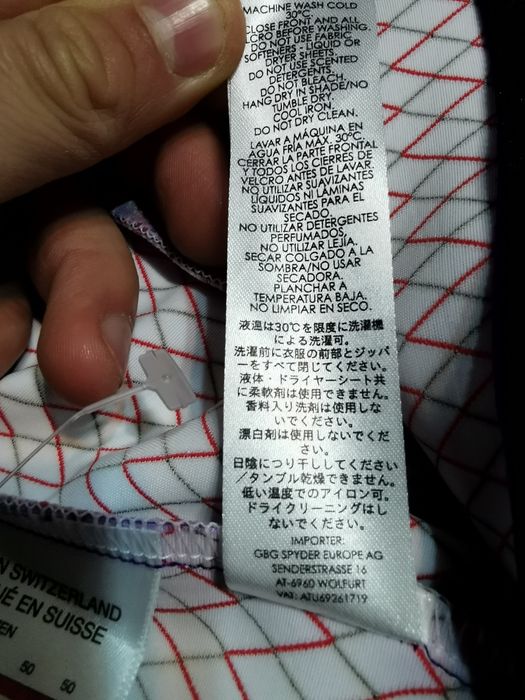 MACHINE WASH COLD
30°C
CLOSE FRONT AND ALL
LCRO BEFORE WASHING.
DO NOT USE FABRIC
SOFTENERS - LIQUID OR
DRYER SHEETS.
DO NOT USE SCENTED
DETERGENTS.
DO NOT BLEACH.
HANG DRY IN SHADE/NO
TUMBLE DRY.
COOL IRON.
DO NOT DRY CLEAN.
LAVAR A MÁQUINA EN
AGUA FRÍA MAX. 30°C.
CERRAR LA PARTE FRONTAL
Y TODOS LOS CIERRES DE
VELCRO ANTES DE LAVAR.
NO UTILIZAR SUAVIZANTES
LÍQUIDOS NI LÁMINAS
SUAVIZANTES PARA EL
SECADO.
NO UTILIZAR DETERGENTES
PERFUMADOS.
NO UTILIZAR LEJÍA.
SECAR COLGADO A LA
SOMBRA/NO USAR
SECADORA.
PLANCHAR A
TEMPERATURA BAJA.
NO LIMPIAR EN SECO.
液温は30℃を限度に洗濯機
による洗濯可。
洗濯前に衣服の前部とジッパ
ーをすべて閉じてください。
液体・ドライヤーシート共
に柔軟剤は使用できません。
香料入り洗剤は使用しな
いでください。
漂白剤は使用しないでくだ
さい。
日陰につり干ししてください
/タンブル乾燥できません。
低い温度でのアイロン可。
ドライクリーニングはし
ないでください。
IMPORTER:
GBG SPYDER EUROPE AG
SENDERSTRASSE 16
AT-6960 WOLFURT
VAT: ATU69261719
N SWITZERLAND
UÉ EN SUISSE
EN
50 50